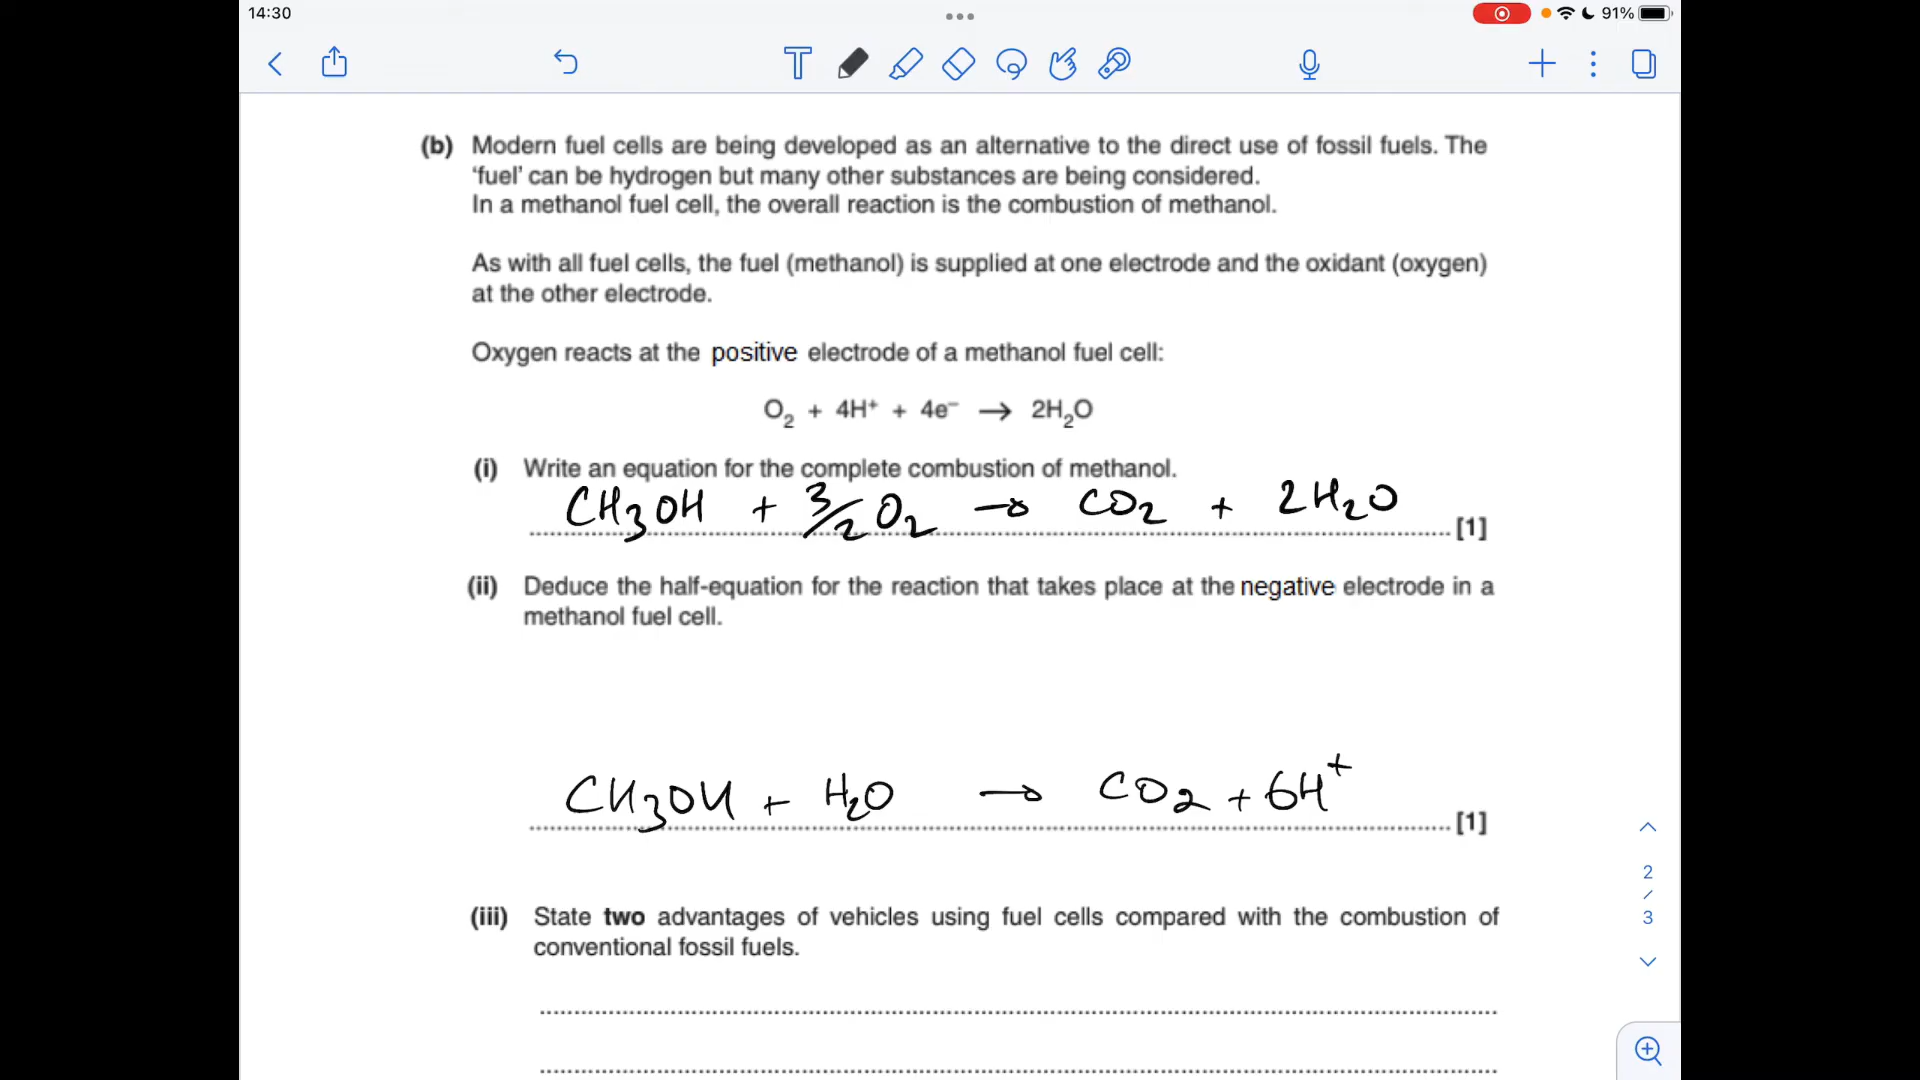 14:30
91%
(b) Modern fuel cells are being developed as an alternative to the direct use of fossil fuels. The
‘fuel’ can be hydrogen but many other substances are being considered.
In a methanol fuel cell, the overall reaction is the combustion of methanol.
As with all fuel cells, the fuel (methanol) is supplied at one electrode and the oxidant (oxygen)
at the other electrode.
Oxygen reacts at the positive electrode of a methanol fuel cell:
O₂ + 4H⁺ + 4e⁻ → 2H₂O
(i) Write an equation for the complete combustion of methanol.
CH₃OH + 3/2 O₂ → CO₂ + 2H₂O
[1]
(ii) Deduce the half-equation for the reaction that takes place at the negative electrode in a
methanol fuel cell.
CH₃OH + H₂O → CO₂ + 6H⁺
[1]
(iii) State two advantages of vehicles using fuel cells compared with the combustion of
conventional fossil fuels.
2
/
3